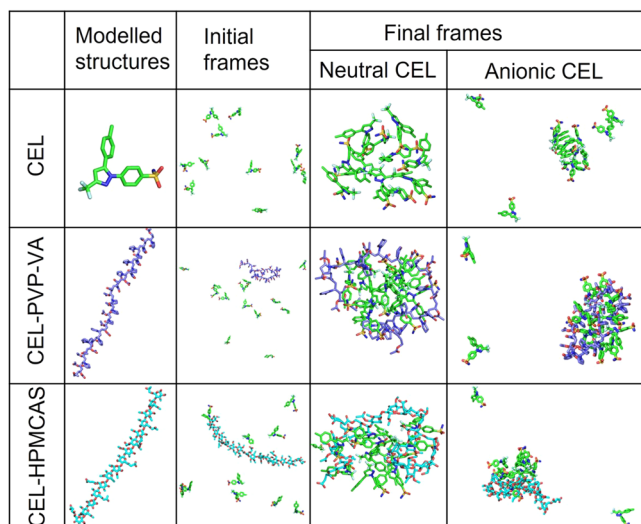 Modelled
structures
Initial
frames
Final frames
Neutral CEL
Anionic CEL
CEL
CEL-PVP-VA
CEL-HPMCAS